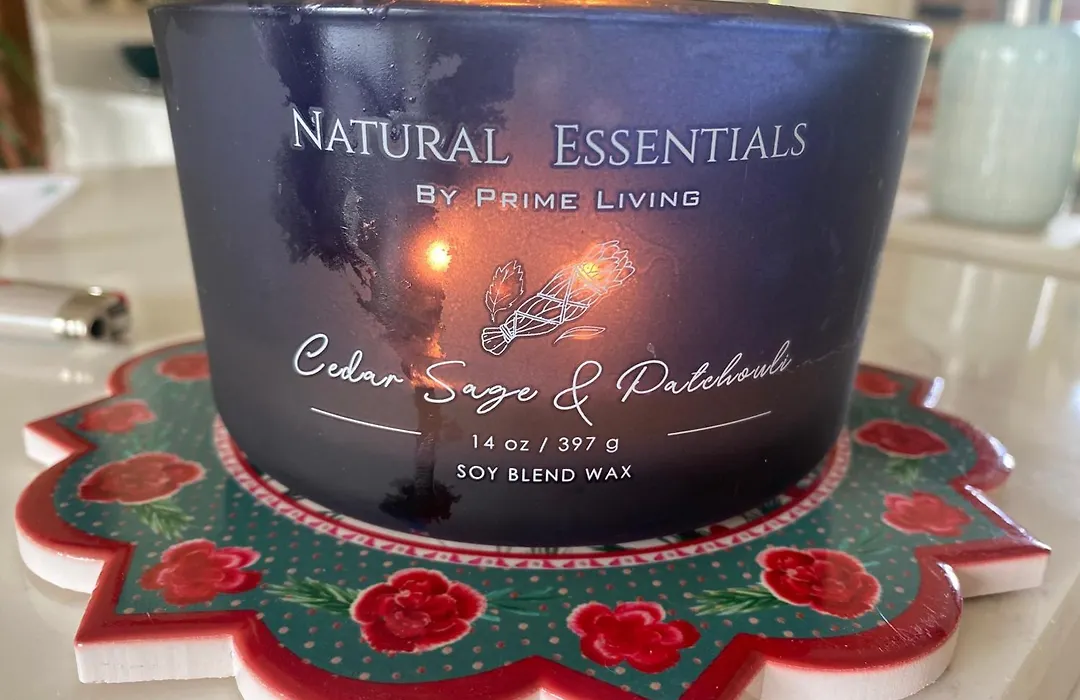 Natural Essentials
By Prime Living
Cedar Sage & Patchouli
14 oz / 397 g
SOY BLEND WAX